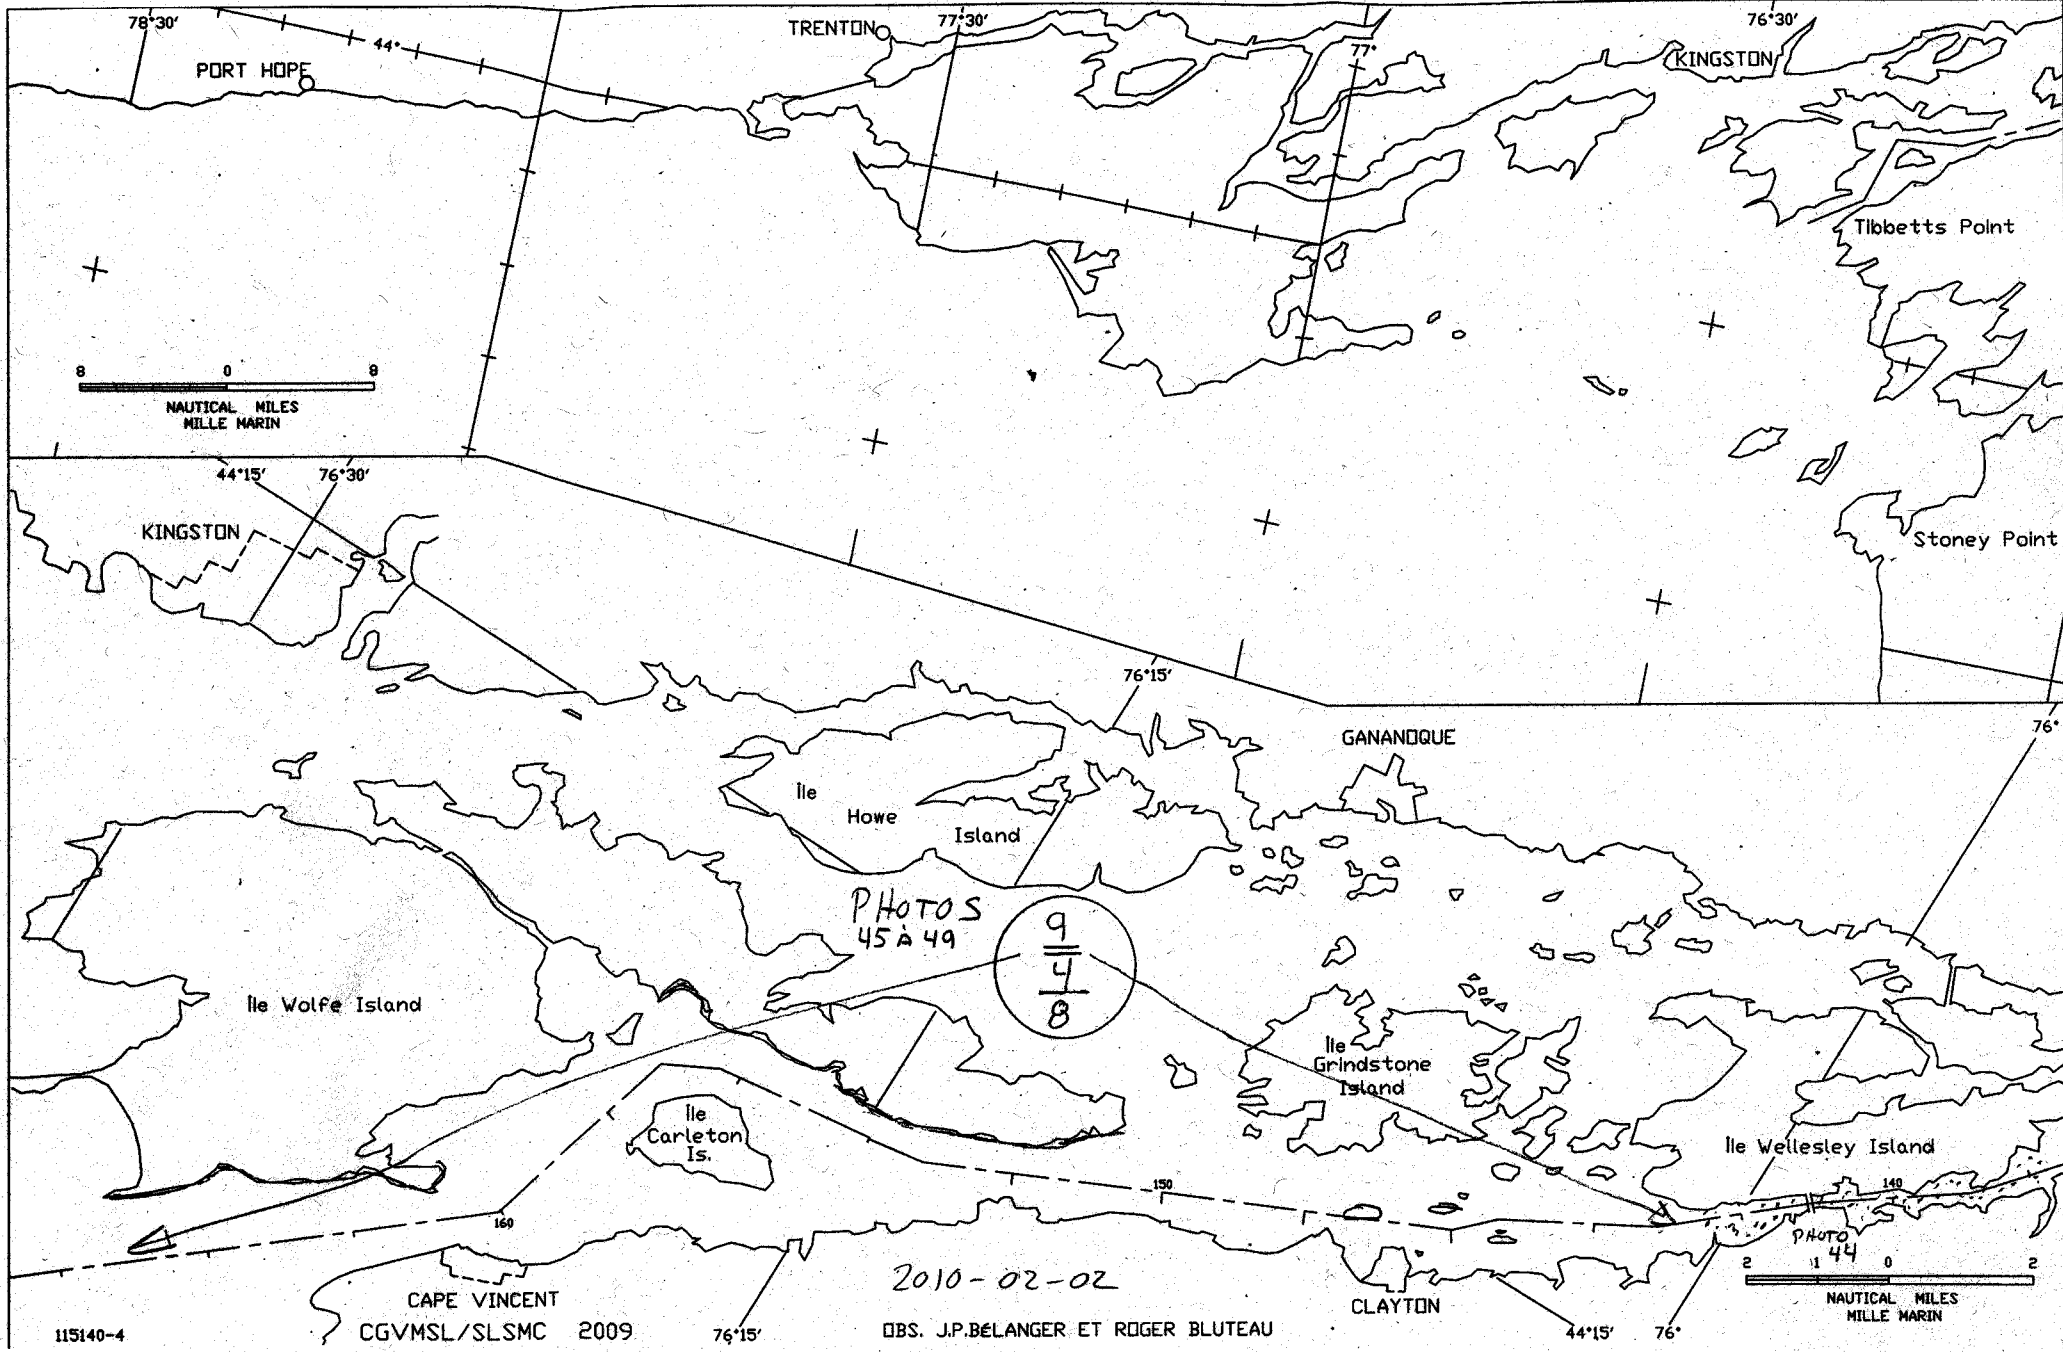 78°30'
77°30'
76°30'
TRENTON
44°
77°
KINGSTON
PORT HOPE
Tibbetts Point
8 0 8
NAUTICAL MILES
MILLE MARIN
44°15' 76°30'
KINGSTON
Stoney Point
76°15'
76°
GANANOQUE
Île
Howe
Island
PHOTOS
45 À 49
9
4
8
Île Wolfe Island
Île
Grindstone
Island
Île
Carleton
Is.
Île Wellesley Island
150
140
160
PHOTO
44
2 1 0 2
NAUTICAL MILES
MILLE MARIN
2010-02-02
CAPE VINCENT
CLAYTON
115140-4
CGVMSL/SLSMC 2009
76°15'
OBS. J.P.BÉLANGER ET ROGER BLUTEAU
44°15' 76°